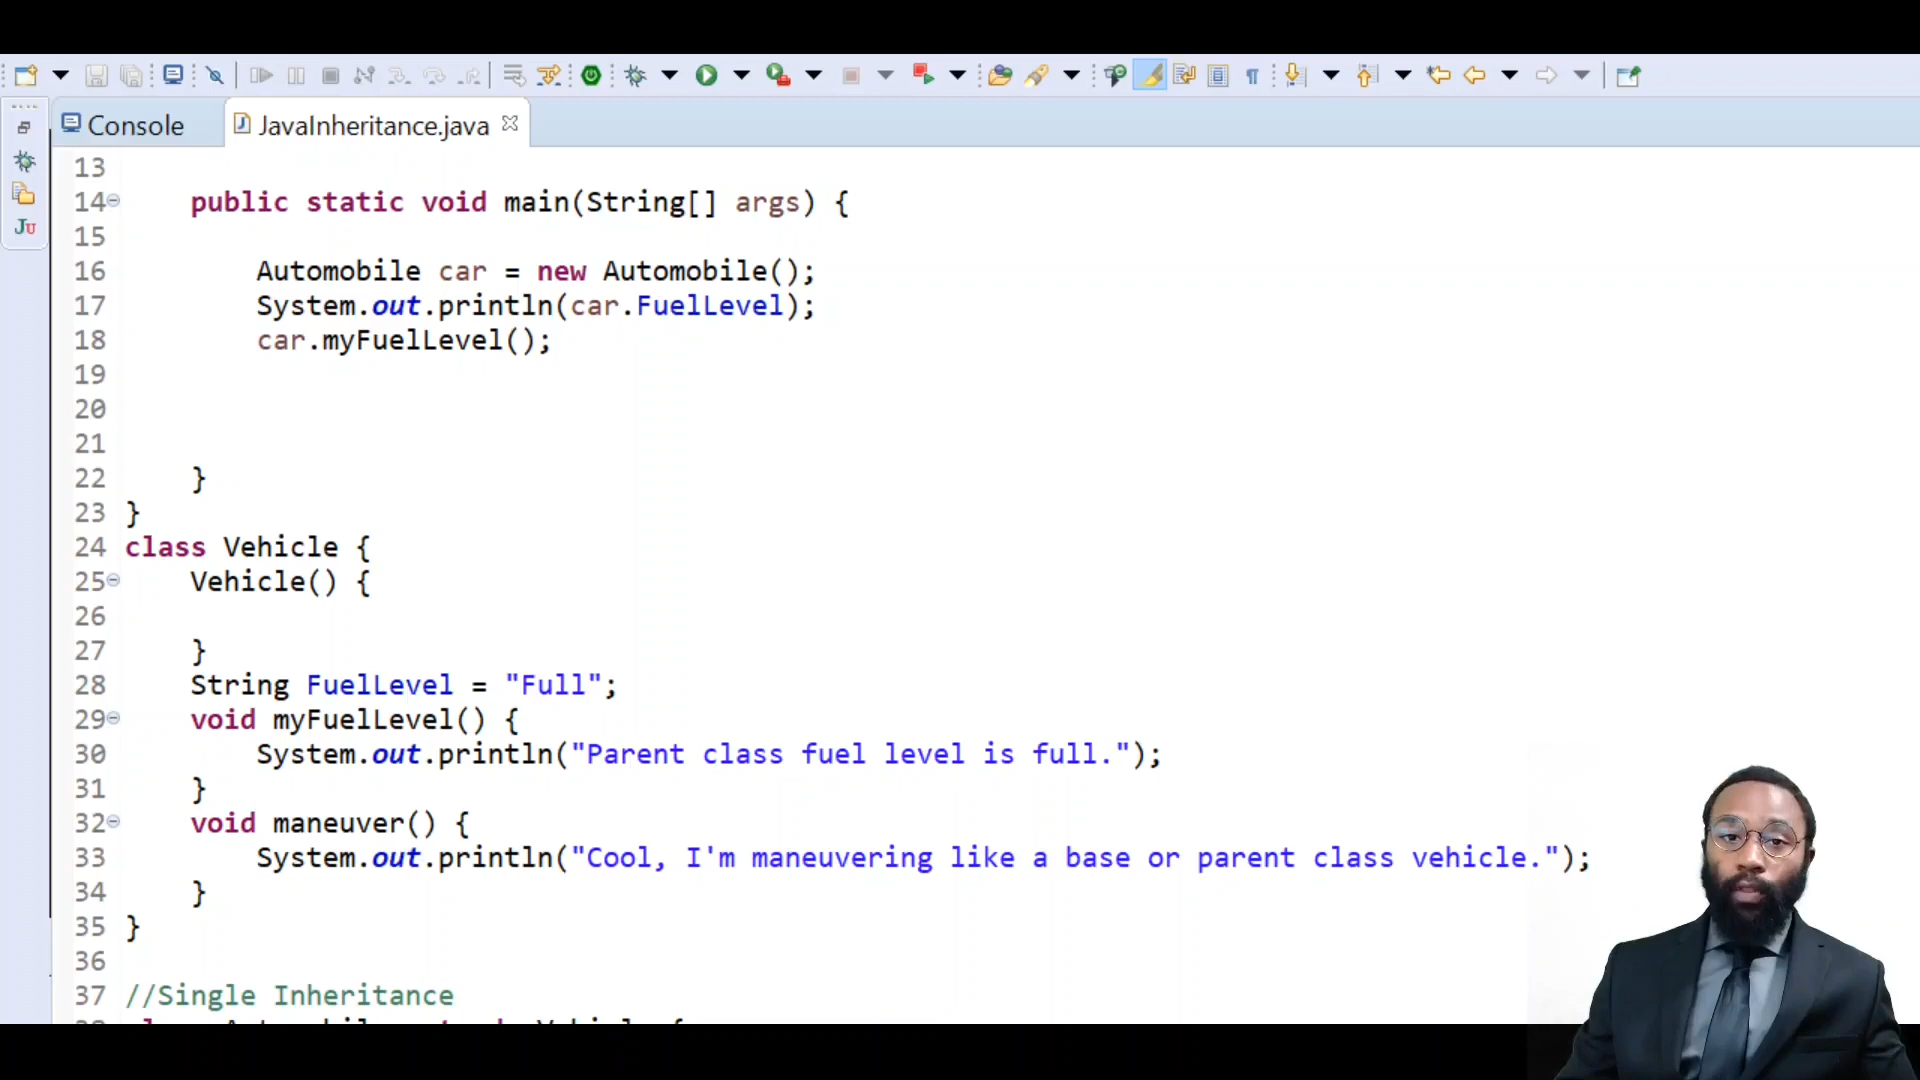 Console JavaInheritance.java
Ju
13
14 public static void main(String[] args) {
15
16 Automobile car = new Automobile();
17 System.out.println(car.FuelLevel);
18 car.myFuelLevel();
19
20
21
22 }
23 }
24 class Vehicle {
25 Vehicle() {
26
27 }
28 String FuelLevel = "Full";
29 void myFuelLevel() {
30 System.out.println("Parent class fuel level is full.");
31 }
32 void maneuver() {
33 System.out.println("Cool, I'm maneuvering like a base or parent class vehicle.");
34 }
35 }
36
37 //Single Inheritance